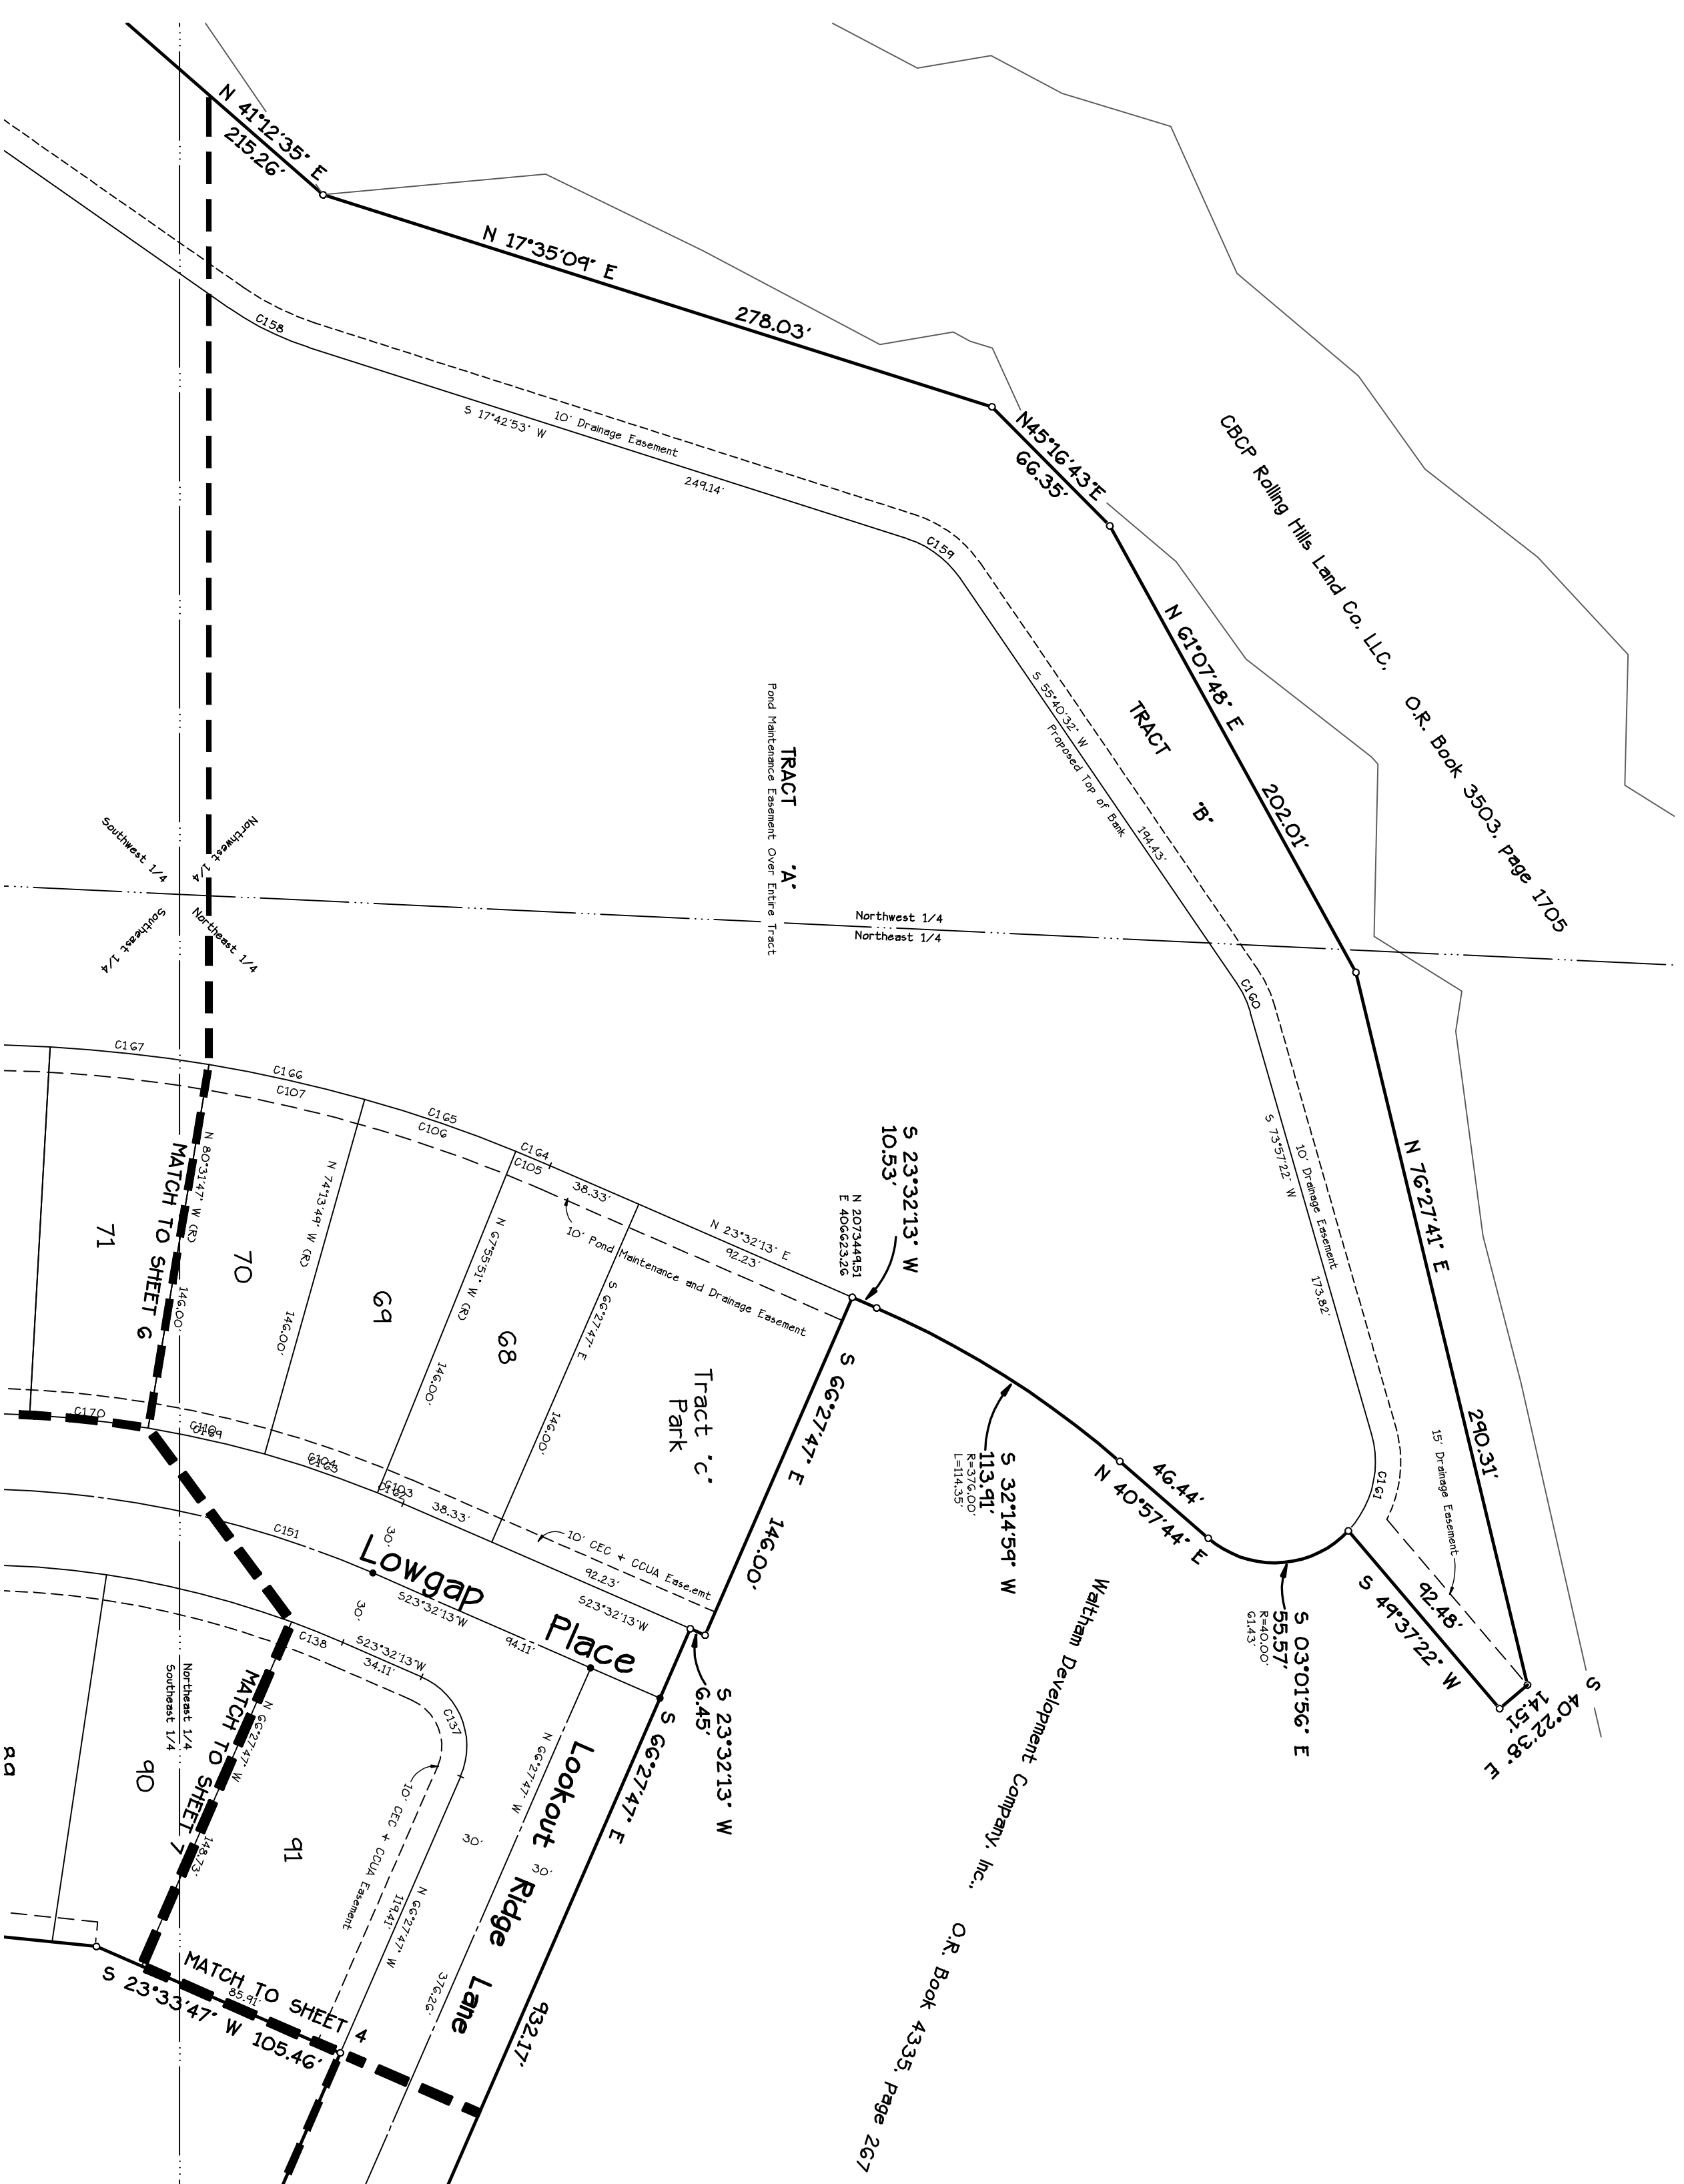 N 41°12'35" E
215.26'
N 17°35'09" E
278.03'
N45°16'43"E
66.35'
N 61°07'48" E
202.01'
N 76°27'41" E
290.31'
S 40°22'38" E
14.51'
S 49°37'22" W
92.48'
CBCP Rolling Hills Land Co. LLC, O.R. Book 3503, page 1705
C158
S 17°42'53" W
10' Drainage Easement
249.14'
C159
S 55°40'32" W
Proposed Top of Bank
194.43'
TRACT "B"
C160
S 73°57'22" W
10' Drainage Easement
173.82'
C161
15' Drainage Easement
TRACT "A"
Pond Maintenance Easement Over Entire Tract
Southwest 1/4
Northwest 1/4
Southeast 1/4
Northeast 1/4
Northwest 1/4
Northeast 1/4
S 23°32'13" W
10.53'
N 2073449.51
E 406623.26
S 32°14'59" W
113.91'
R=376.00'
L=114.35'
46.44'
N 40°57'44" E
S 03°01'56" E
55.57'
R=40.00'
61.43'
C167
C166
C107
C165
C106
C164
C105
38.33'
N 23°32'13" E
92.23'
10' Pond Maintenance and Drainage Easement
N 80°31'47" W (R)
146.00'
MATCH TO SHEET 6
N 74°13'49" W (R)
146.00'
N 67°55'51" W (R)
146.00'
S 66°27'47" E
146.00'
71
70
69
68
Tract "C"
Park
S 66°27'47" E
146.00'
C170
C103
38.33'
10' CEC + CCUA Easement
92.23'
S23°32'13"W
C151
30'
Lowgap Place
S23°32'13"W
94.11'
30'
S 23°32'13" W
6.45'
C138
S23°32'13"W
34.11'
C137
Northeast 1/4
Southeast 1/4
N 66°27'47" W
MATCH TO SHEET 7
148.73'
90
91
10' CEC + CCUA Easement
N 66°27'47" W
119.41'
30'
30'
N 66°27'47" W
Lookout Ridge Lane
376.26'
S 66°27'47" E
932.17'
MATCH TO SHEET 4
85.91'
S 23°33'47" W 105.46'
Waltham Development Company, Inc., O.R. Book 4335, page 267